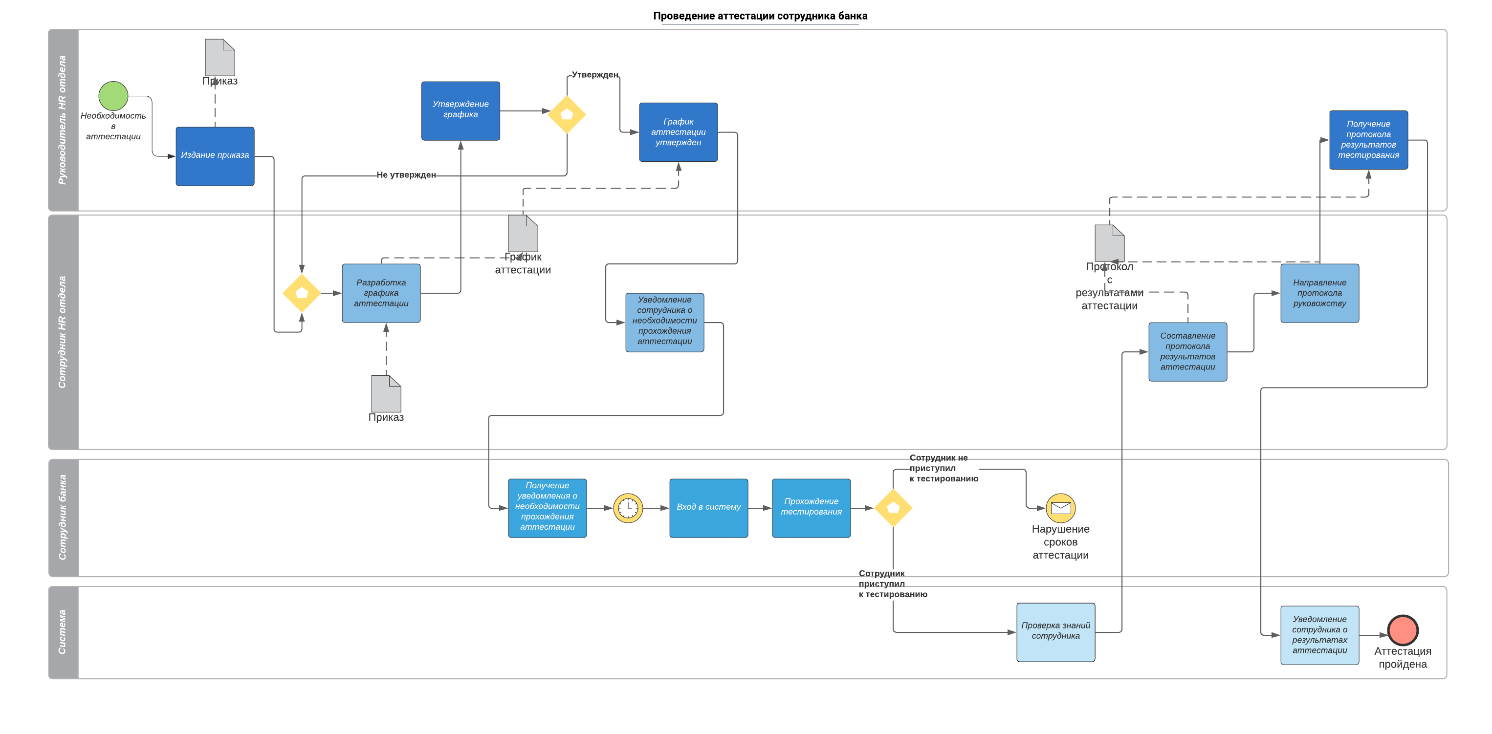 Проведение аттестации сотрудника банка
Руководитель HR отдела
Приказ
Необходимость
в
аттестации
Издание приказа
Утверждение
графика
Утвержден
Не утвержден
График
аттестации
утвержден
Получение
протокола
результатов
тестирования
Сотрудник HR отдела
Разработка
графика
аттестации
Приказ
График
аттестации
Уведомление
сотрудника о
необходимости
прохождения
аттестации
Протокол
с
результатами
аттестации
Составление
протокола
результатов
аттестации
Направление
протокола
руковожству
Сотрудник банка
Получение
уведомления о
необходимости
прохождения
аттестации
Вход в систему
Прохождение
тестирования
Сотрудник не
приступил
к тестированию
Нарушение
сроков
аттестации
Сотрудник
приступил
к тестированию
Система
Проверка знаний
сотрудника
Уведомление
сотрудника о
результатах
аттестации
Аттестация
пройдена